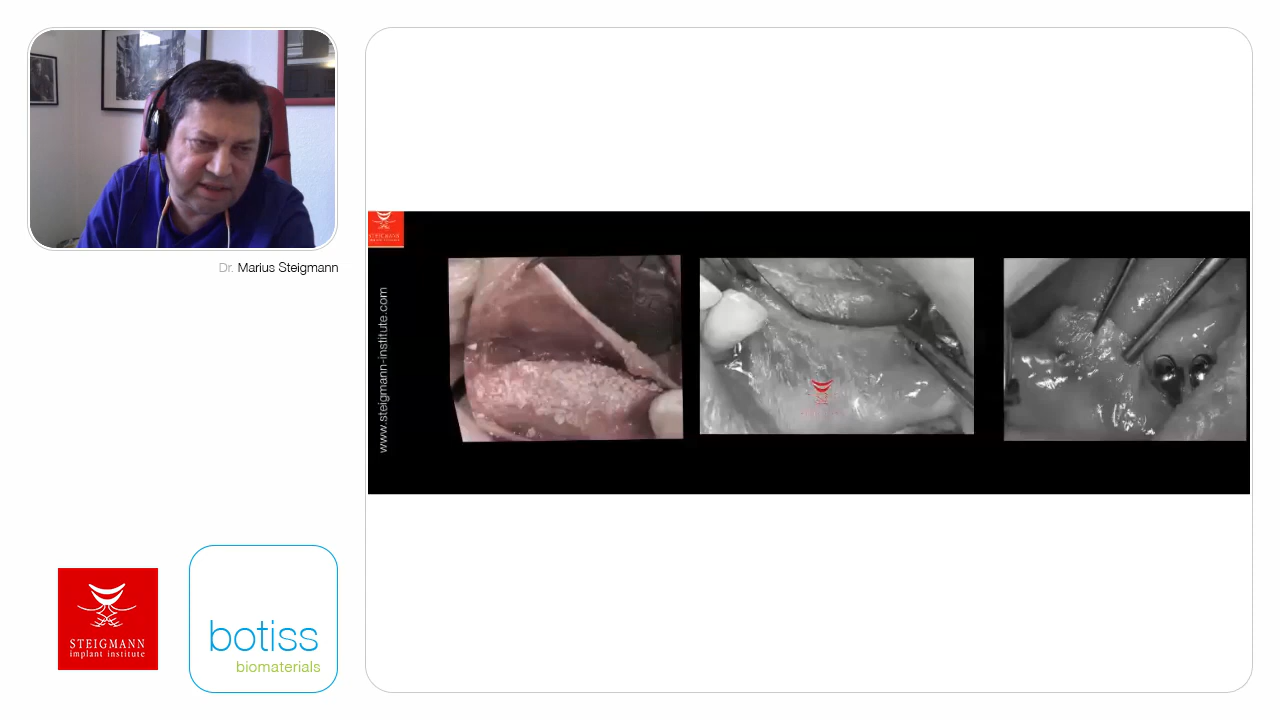 Dr. Marius Steigmann
www.steigmann-institute.com
STEIGMANN
implant institute
botiss
biomaterials